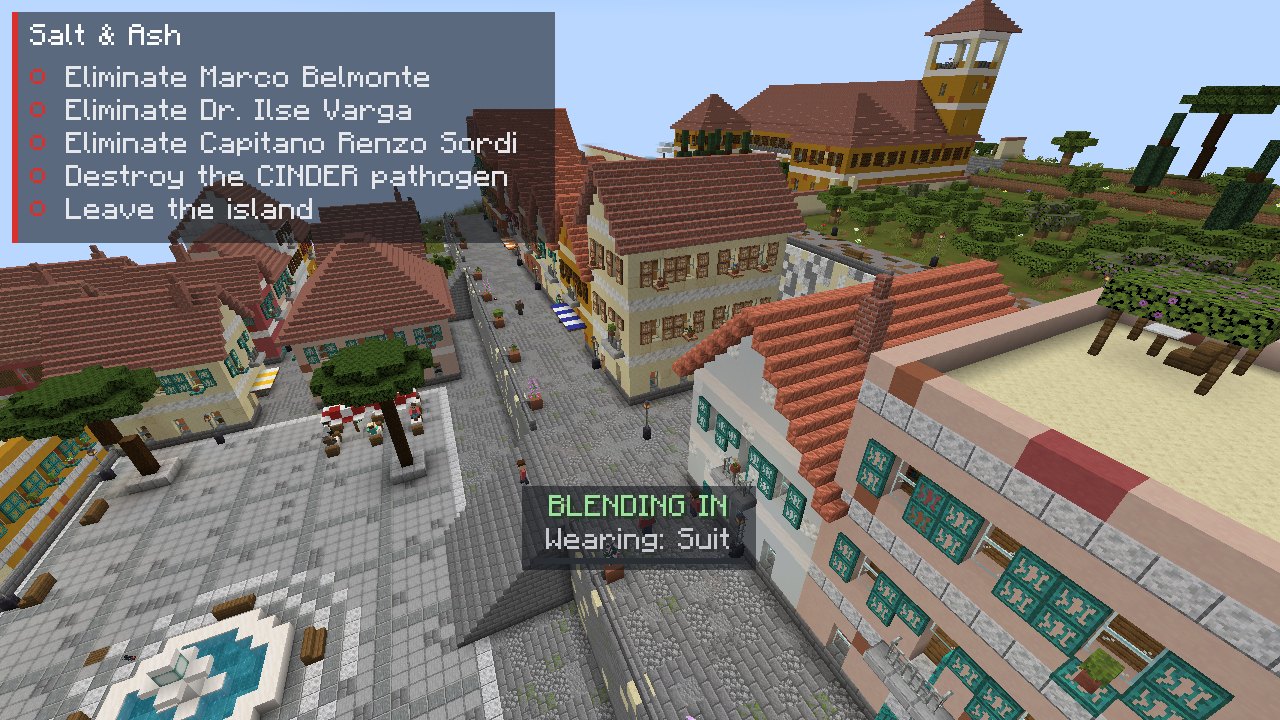 Salt & Ash
Eliminate Marco Belmonte
Eliminate Dr. Ilse Varga
Eliminate Capitano Renzo Sordi
Destroy the CINDER pathogen
Leave the island
BLENDING IN
Wearing: Suit